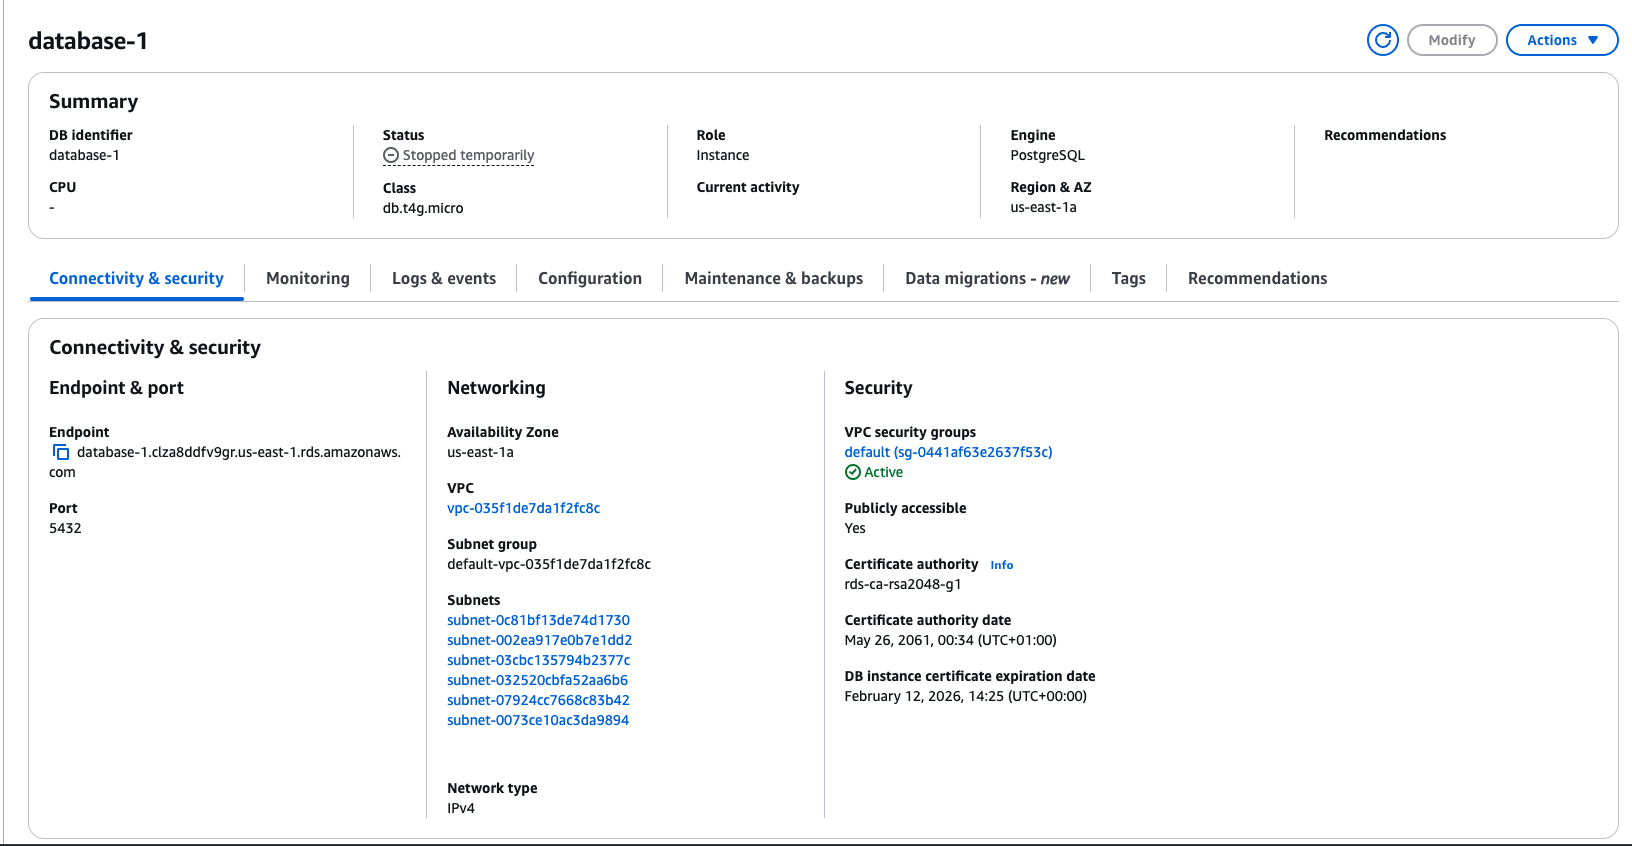 database-1
Modify
Actions
Summary
DB identifier
database-1
CPU
-
Status
Stopped temporarily
Class
db.t4g.micro
Role
Instance
Current activity
Engine
PostgreSQL
Region & AZ
us-east-1a
Recommendations
Connectivity & security
Monitoring
Logs & events
Configuration
Maintenance & backups
Data migrations - new
Tags
Recommendations
Connectivity & security
Endpoint & port
Endpoint
database-1.clza8ddfv9gr.us-east-1.rds.amazonaws.
com
Port
5432
Networking
Availability Zone
us-east-1a
VPC
vpc-035f1de7da1f2fc8c
Subnet group
default-vpc-035f1de7da1f2fc8c
Subnets
subnet-0c81bf13de74d1730
subnet-002ea917e0b7e1dd2
subnet-03cbc135794b2377c
subnet-032520cbfa52aa6b6
subnet-07924cc7668c83b42
subnet-0073ce10ac3da9894
Network type
IPv4
Security
VPC security groups
default (sg-0441af63e2637f53c)
Active
Publicly accessible
Yes
Certificate authority Info
rds-ca-rsa2048-g1
Certificate authority date
May 26, 2061, 00:34 (UTC+01:00)
DB instance certificate expiration date
February 12, 2026, 14:25 (UTC+00:00)